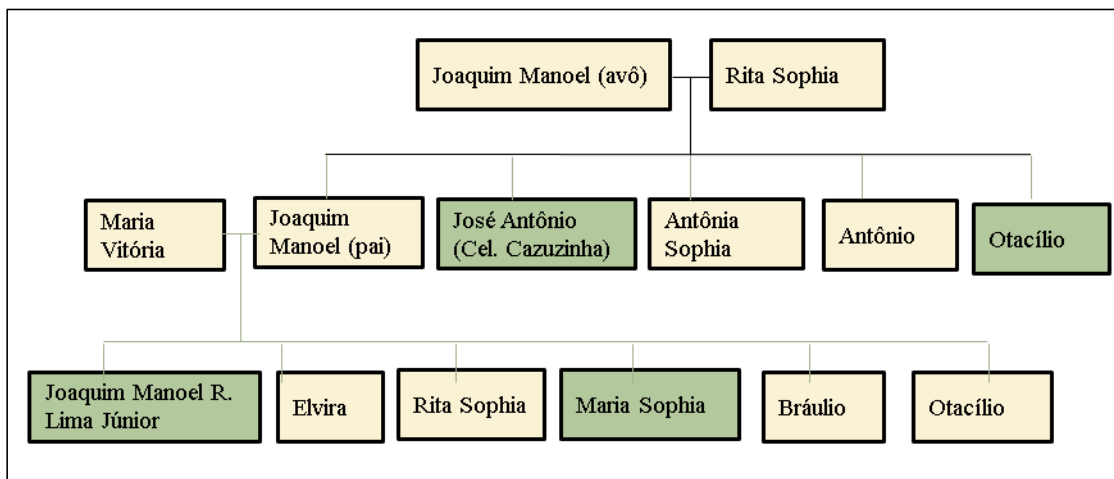 Joaquim Manoel (avô)
Rita Sophia
Maria
Vitória
Joaquim
Manoel (pai)
José Antônio
(Cel. Cazuzinha)
Antônia
Sophia
Antônio
Otacílio
Joaquim Manoel R.
Lima Júnior
Elvira
Rita Sophia
Maria Sophia
Bráulio
Otacílio